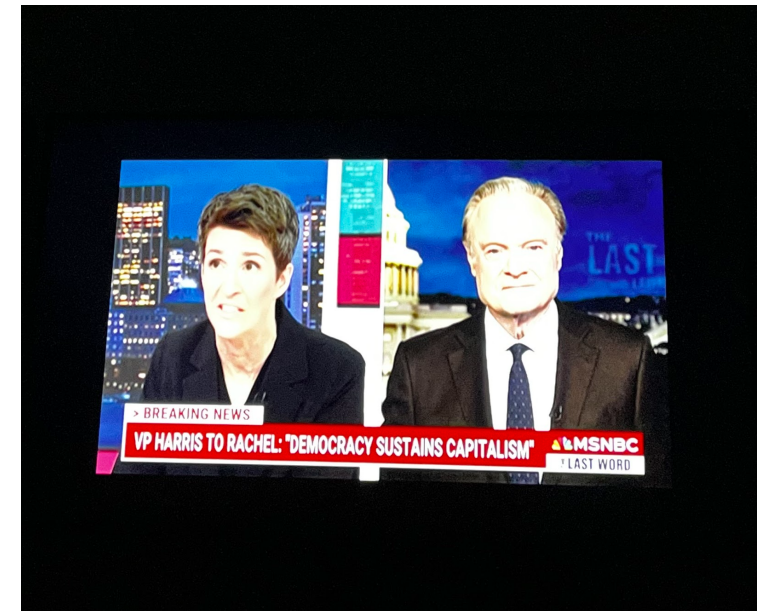 THE
LAST
> BREAKING NEWS
VP HARRIS TO RACHEL: "DEMOCRACY SUSTAINS CAPITALISM"
MSNBC
LAST WORD